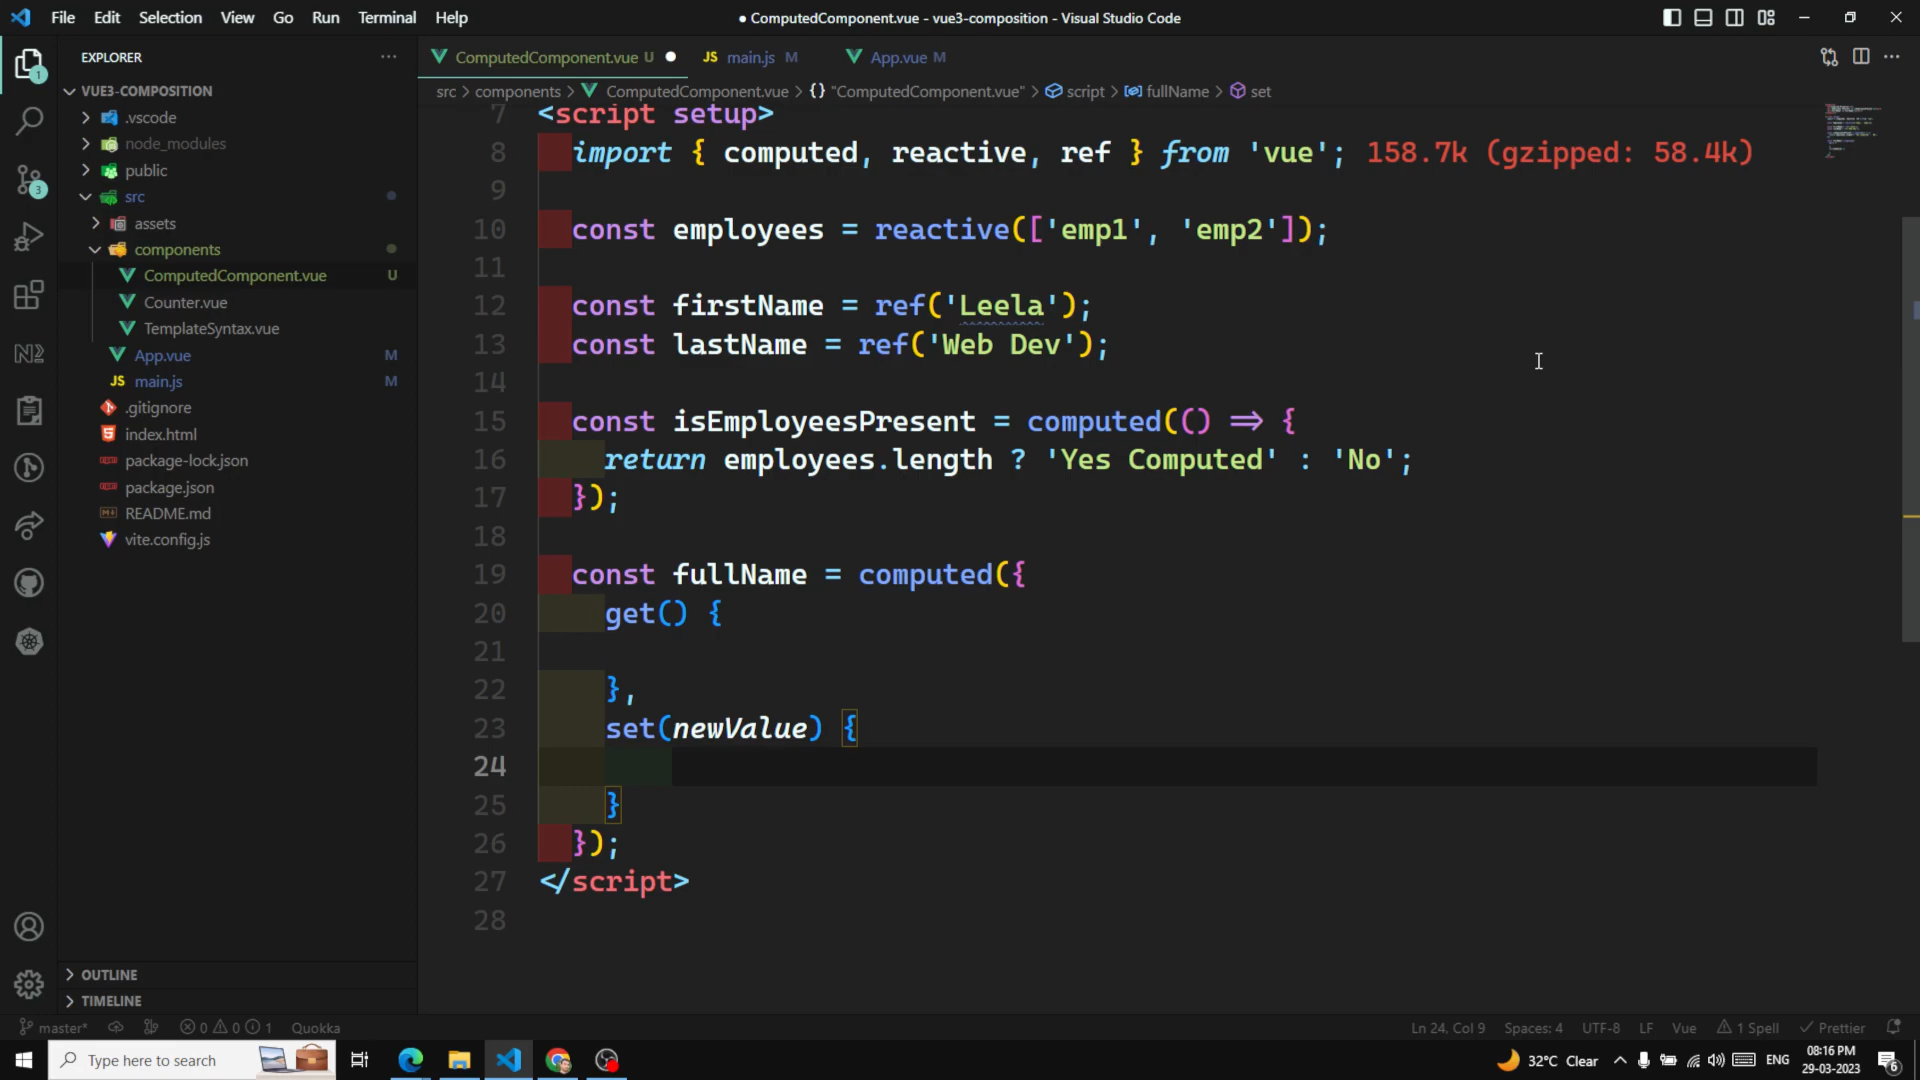 File Edit Selection View Go Run Terminal Help
● ComputedComponent.vue - vue3-composition - Visual Studio Code
EXPLORER
ComputedComponent.vue U
JS main.js M
App.vue M
VUE3-COMPOSITION
src > components > ComputedComponent.vue > {} "ComputedComponent.vue" > script > fullName > set
.vscode
node_modules
public
src
assets
components
ComputedComponent.vue U
Counter.vue
TemplateSyntax.vue
App.vue M
JS main.js M
.gitignore
index.html
package-lock.json
package.json
README.md
vite.config.js
OUTLINE
TIMELINE
1
3
7 <script setup>
8 import { computed, reactive, ref } from 'vue'; 158.7k (gzipped: 58.4k)
9
10 const employees = reactive(['emp1', 'emp2']);
11
12 const firstName = ref('Leela');
13 const lastName = ref('Web Dev');
14
15 const isEmployeesPresent = computed(() => {
16 return employees.length ? 'Yes Computed' : 'No';
17 });
18
19 const fullName = computed({
20 get() {
21
22 },
23 set(newValue) {
24
25 }
26 });
27 </script>
28
master* 0 0 1 Quokka
Ln 24, Col 9 Spaces: 4 UTF-8 LF Vue 1 Spell Prettier
Type here to search
32°C Clear
ENG
08:16 PM
29-03-2023
6